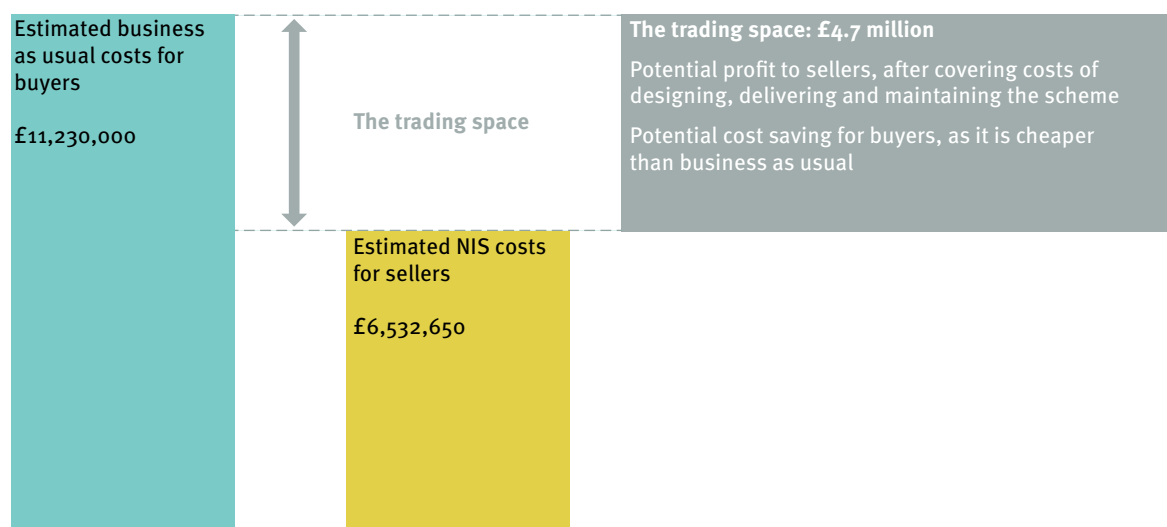 Estimated business
as usual costs for
buyers
£11,230,000
The trading space
The trading space: £4.7 million
Potential profit to sellers, after covering costs of
designing, delivering and maintaining the scheme
Potential cost saving for buyers, as it is cheaper
than business as usual
Estimated NIS costs
for sellers
£6,532,650